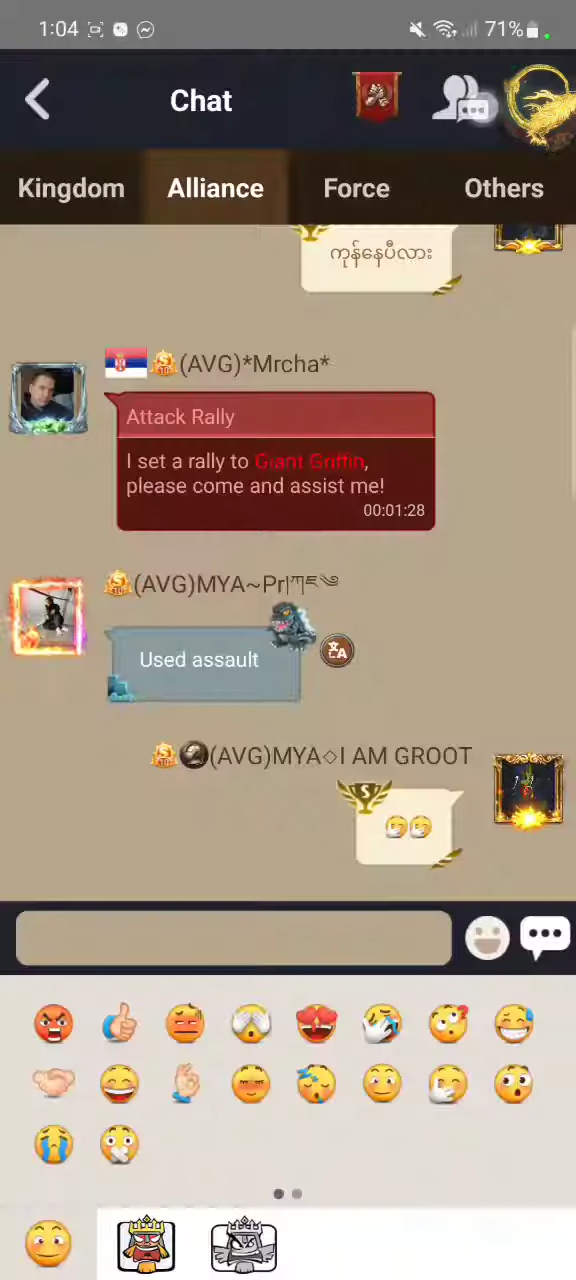 1:04
71%
Chat
Kingdom
Alliance
Force
Others
ကုန်နေပီလား
(AVG)*Mrcha*
Attack Rally
I set a rally to Giant Griffin,
please come and assist me!
00:01:28
(AVG)MYA~Pr
Used assault
(AVG)MYA◇I AM GROOT